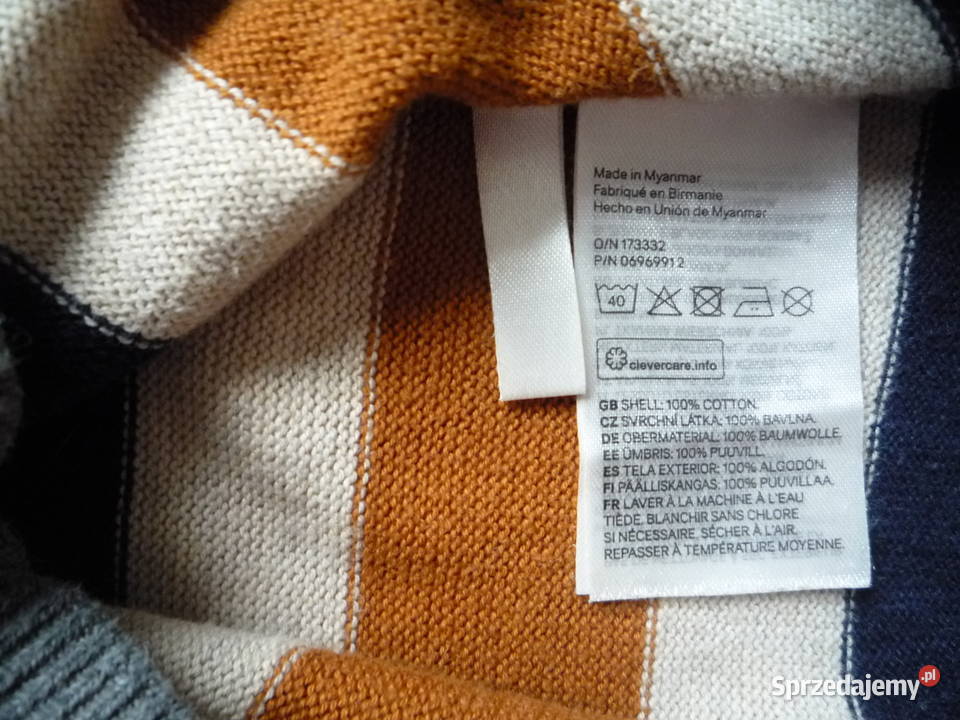 Made in Myanmar
Fabriqué en Birmanie
Hecho en Unión de Myanmar
O/N 173332
P/N 06969912
40
clevercare.info
GB SHELL: 100% COTTON.
CZ SVRCHNÍ LÁTKA: 100% BAVLNA.
DE OBERMATERIAL: 100% BAUMWOLLE.
EE ÜMBRIS: 100% PUUVILL.
ES TELA EXTERIOR: 100% ALGODÓN.
FI PÄÄLLISKANGAS: 100% PUUVILLAA.
FR LAVER À LA MACHINE À L'EAU
TIÈDE, BLANCHIR SANS CHLORE
SI NÉCESSAIRE, SÉCHER À L'AIR,
REPASSER À TEMPÉRATURE MOYENNE.
Sprzedajemy.pl